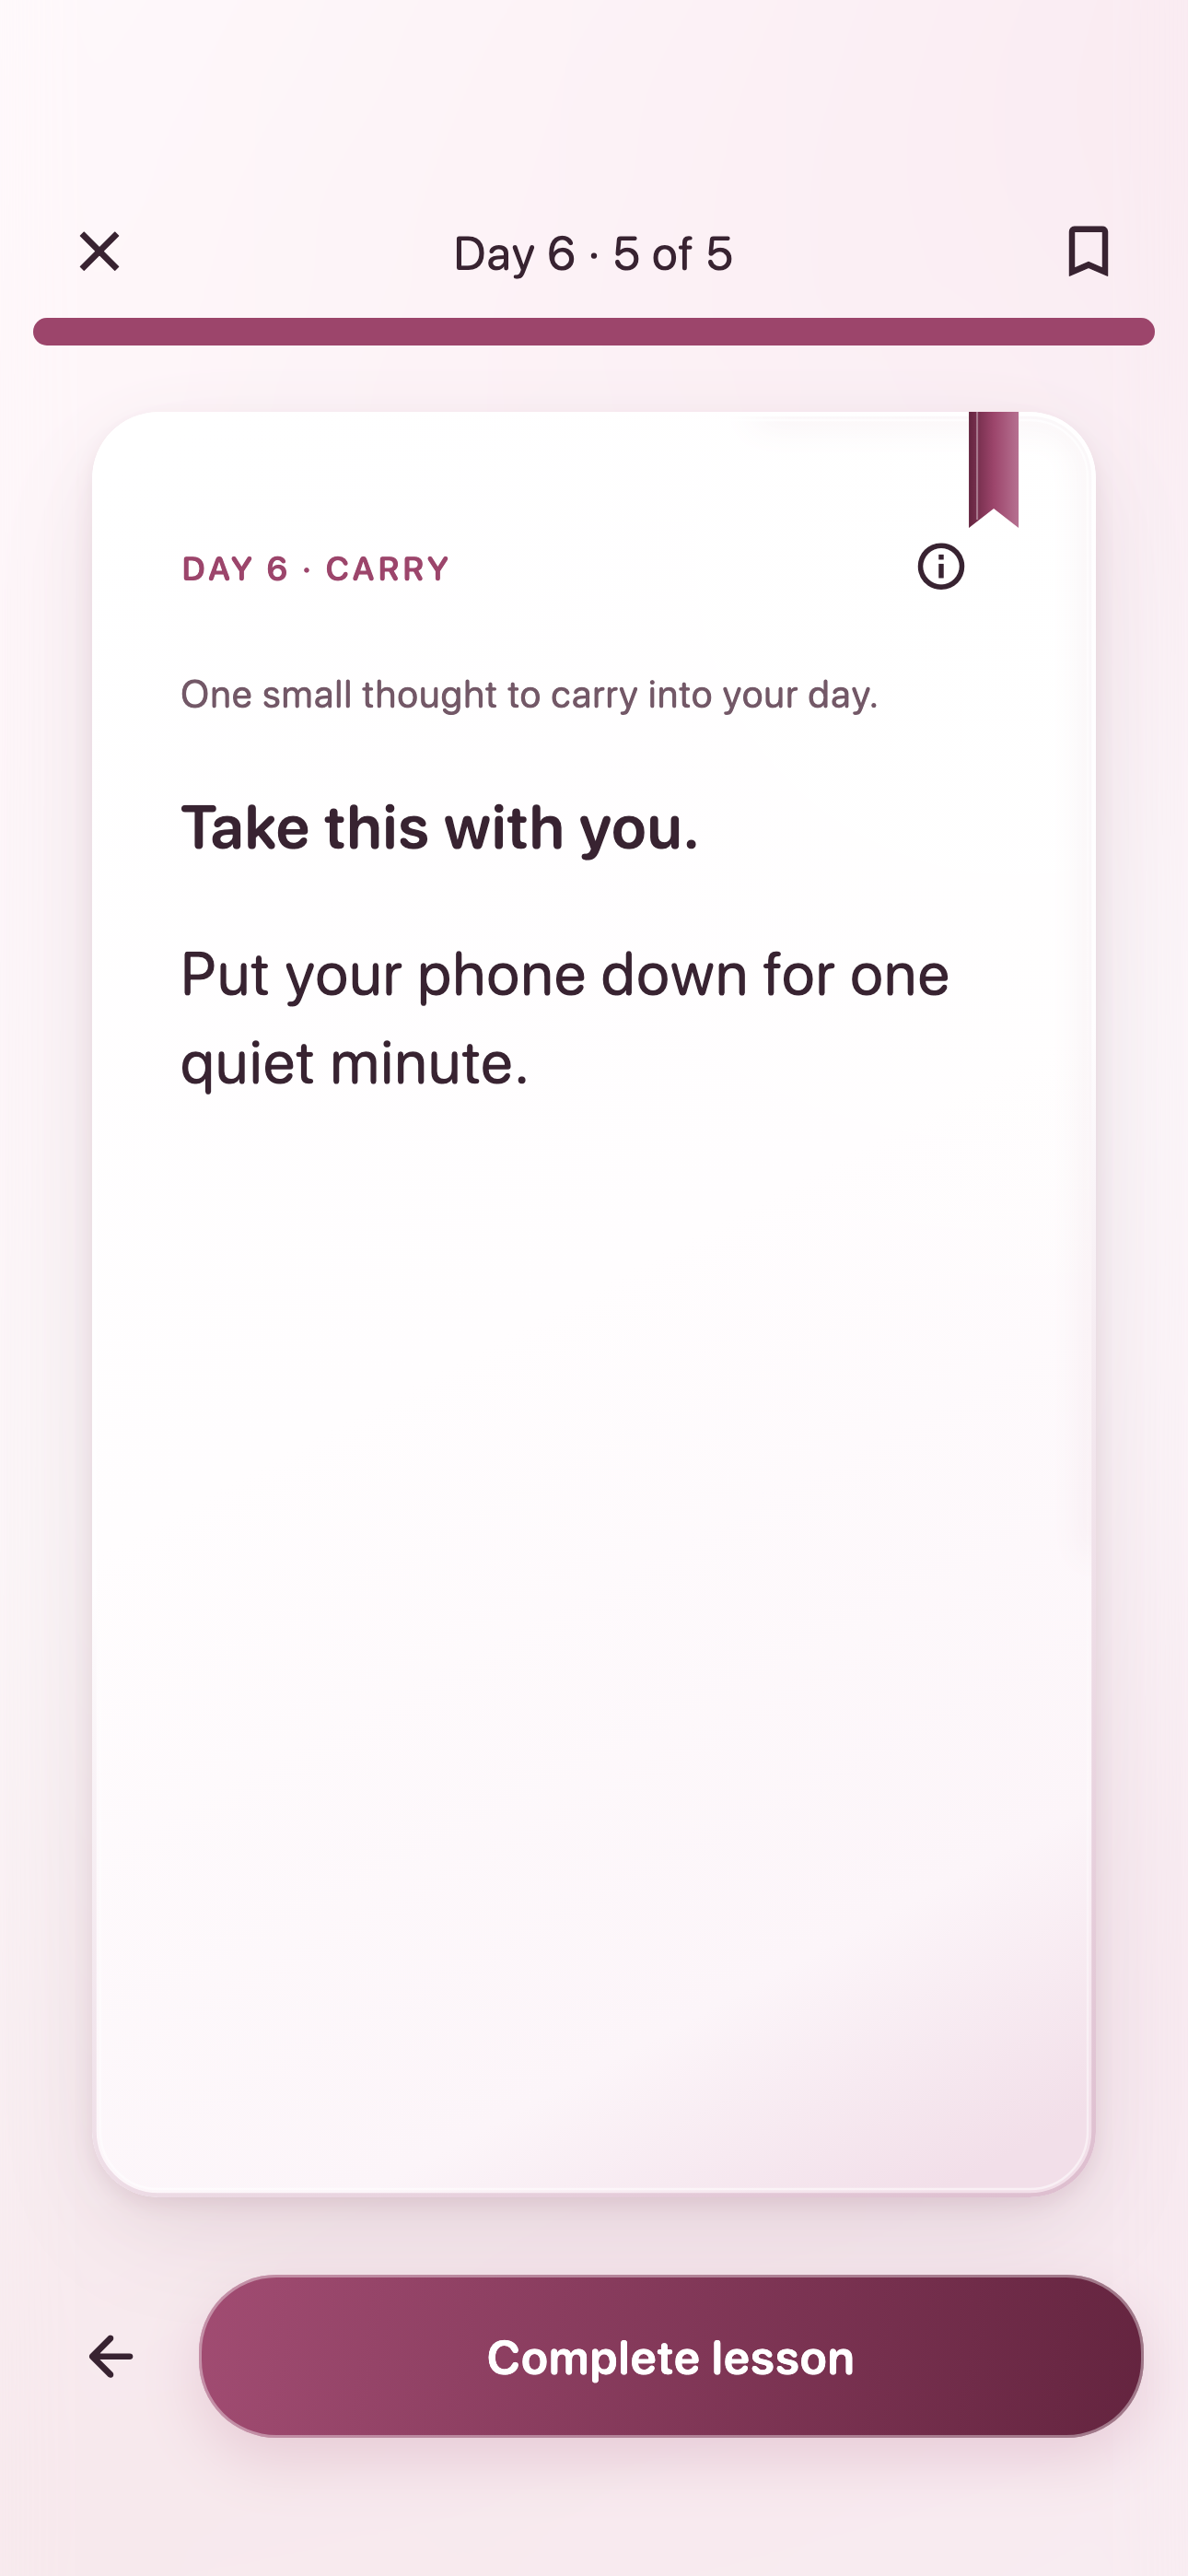 Day 6 · 5 of 5
DAY 6 · CARRY
One small thought to carry into your day.
Take this with you.
Put your phone down for one
quiet minute.
Complete lesson